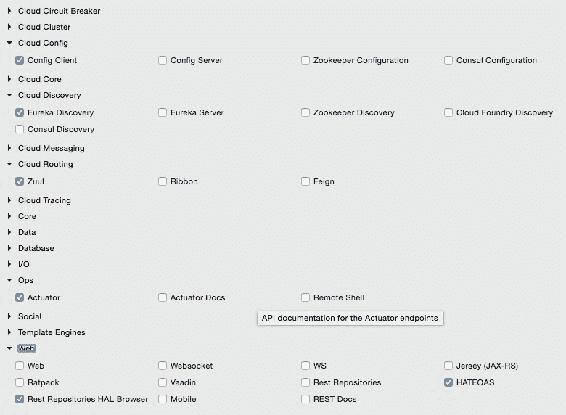 Cloud Circuit Breaker
Cloud Cluster
Cloud Config
Config Client Config Server Zookeeper Configuration Consul Configuration
Cloud Core
Cloud Discovery
Eureka Discovery Eureka Server Zookeeper Discovery Cloud Foundry Discovery
Consul Discovery
Cloud Messaging
Cloud Routing
Zuul Ribbon Feign
Cloud Tracing
Core
Data
Database
I/O
Ops
Actuator Actuator Docs Remote Shell
Social API documentation for the Actuator endpoints
Template Engines
Web
Web Websocket WS Jersey (JAX-RS)
Ratpack Vaadin Rest Repositories HATEOAS
Rest Repositories HAL Browser Mobile REST Docs